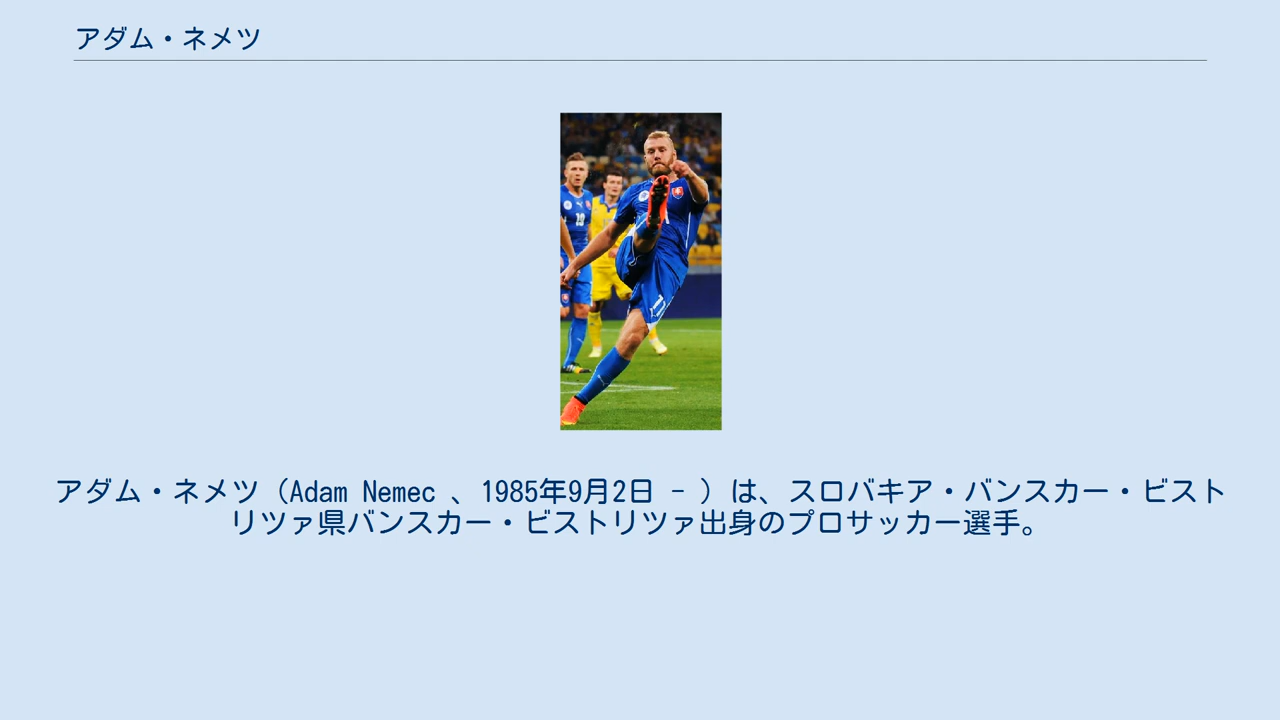 アダム・ネメツ
19
11
アダム・ネメツ（Adam Nemec 、1985年9月2日 - ）は、スロバキア・バンスカー・ビスト
リツァ県バンスカー・ビストリツァ出身のプロサッカー選手。